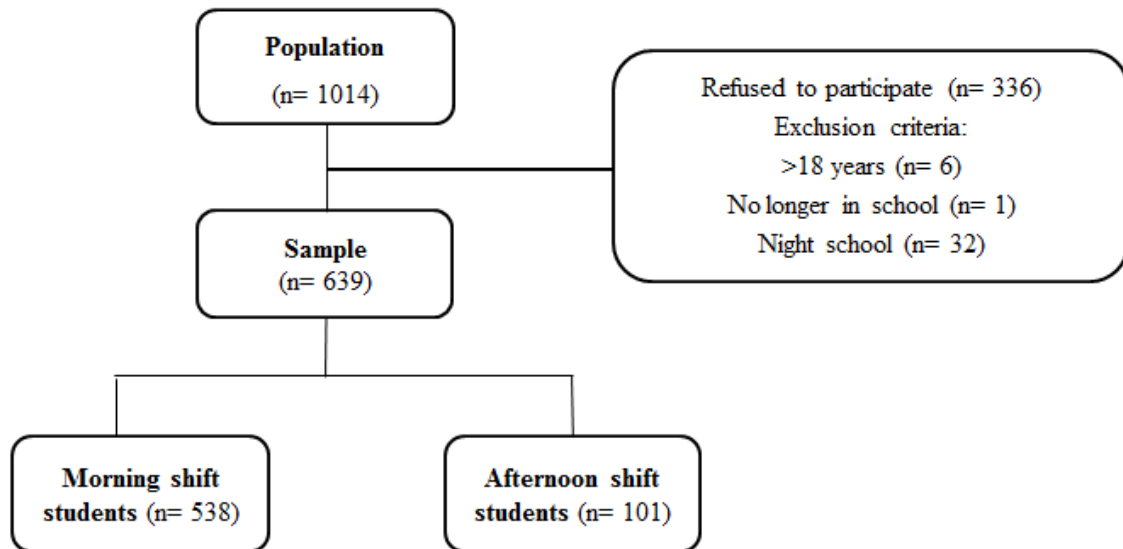 Population
(n= 1014)
Refused to participate (n= 336)
Exclusion criteria:
>18 years (n= 6)
No longer in school (n= 1)
Night school (n= 32)
Sample
(n= 639)
Morning shift
students (n= 538)
Afternoon shift
students (n= 101)